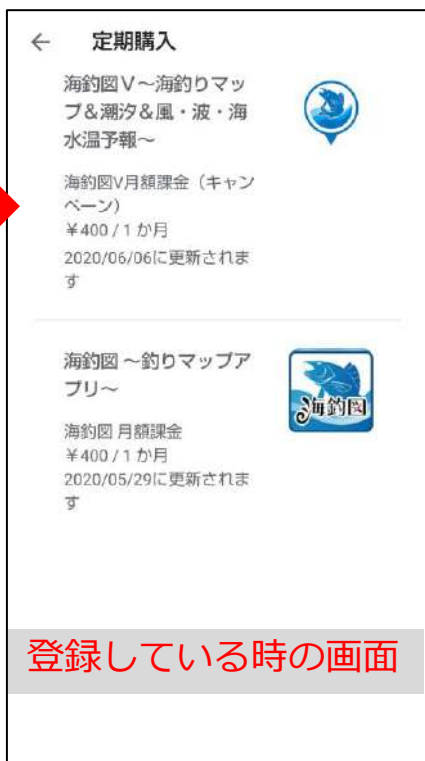 ← 定期購入
海釣図V～海釣りマッ
プ&潮汐&風・波・海
水温予報～
海釣図V月額課金（キャン
ペーン）
¥400 / 1 か月
2020/06/06に更新されま
す
海釣図 ～釣りマップア
プリ～
海釣図
海釣図 月額課金
¥400 / 1 か月
2020/05/29に更新されま
す
登録している時の画面